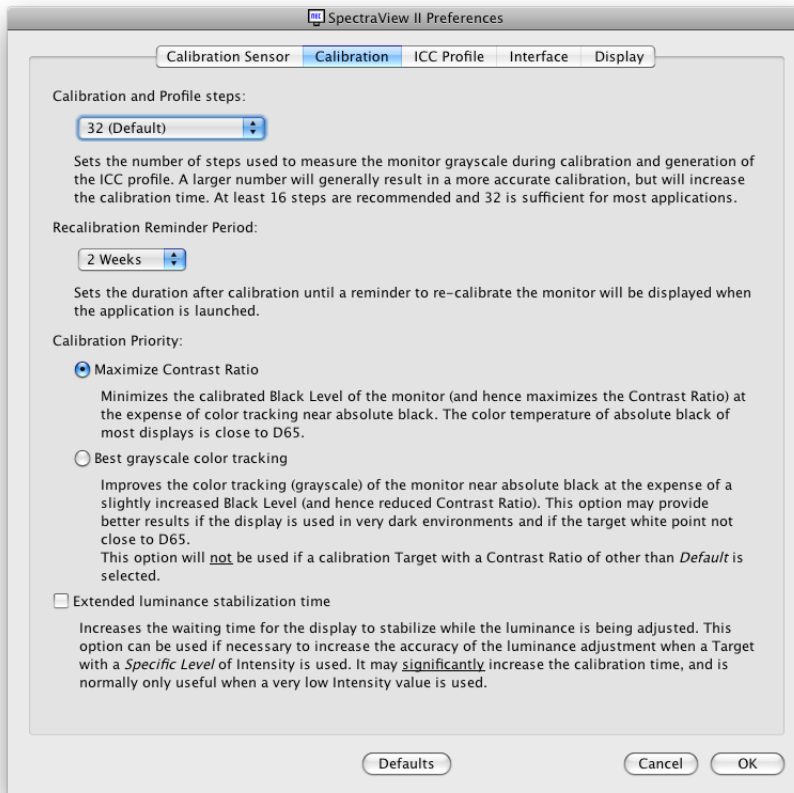 NEC SpectraView II Preferences
Calibration Sensor Calibration ICC Profile Interface Display
Calibration and Profile steps:
32 (Default)
Sets the number of steps used to measure the monitor grayscale during calibration and generation of
the ICC profile. A larger number will generally result in a more accurate calibration, but will increase
the calibration time. At least 16 steps are recommended and 32 is sufficient for most applications.
Recalibration Reminder Period:
2 Weeks
Sets the duration after calibration until a reminder to re-calibrate the monitor will be displayed when
the application is launched.
Calibration Priority:
Maximize Contrast Ratio
Minimizes the calibrated Black Level of the monitor (and hence maximizes the Contrast Ratio) at
the expense of color tracking near absolute black. The color temperature of absolute black of
most displays is close to D65.
Best grayscale color tracking
Improves the color tracking (grayscale) of the monitor near absolute black at the expense of a
slightly increased Black Level (and hence reduced Contrast Ratio). This option may provide
better results if the display is used in very dark environments and if the target white point not
close to D65.
This option will not be used if a calibration Target with a Contrast Ratio of other than Default is
selected.
Extended luminance stabilization time
Increases the waiting time for the display to stabilize while the luminance is being adjusted. This
option can be used if necessary to increase the accuracy of the luminance adjustment when a Target
with a Specific Level of Intensity is used. It may significantly increase the calibration time, and is
normally only useful when a very low Intensity value is used.
Defaults Cancel OK